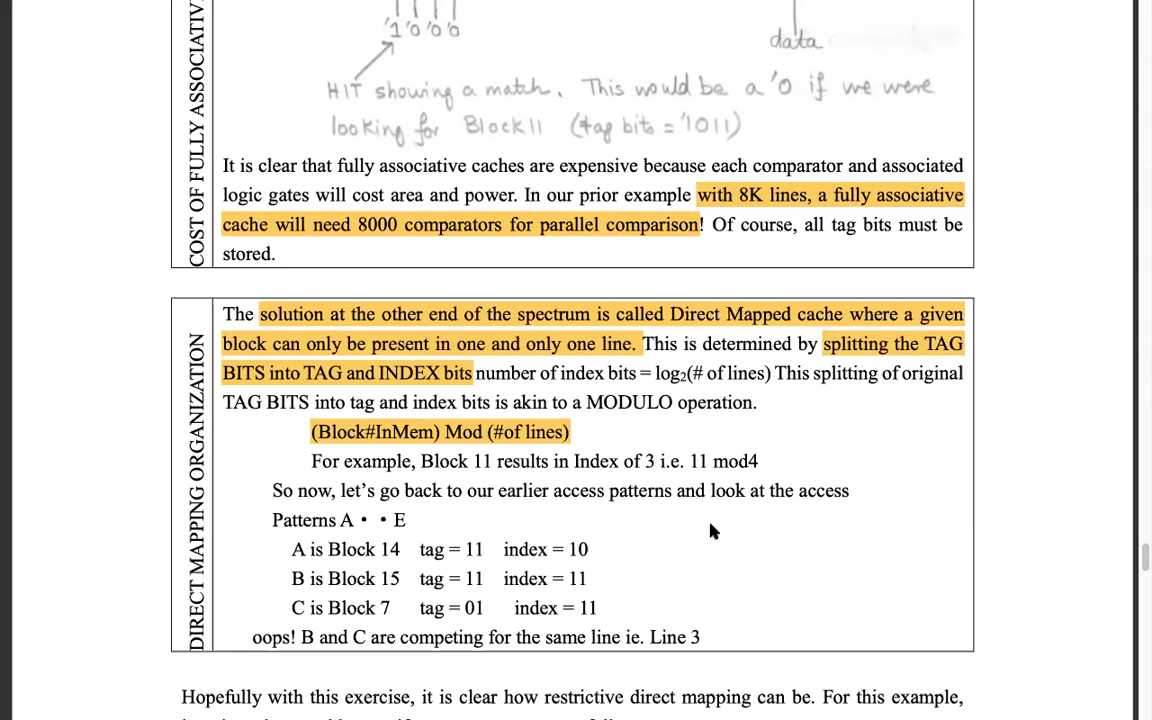 COST OF FULLY ASSOCIATIV
'1 '0 '0 '0
data
HIT showing a match. This would be a '0 if we were
looking for Block 11 (tag bits = '1011)
It is clear that fully associative caches are expensive because each comparator and associated
logic gates will cost area and power. In our prior example with 8K lines, a fully associative
cache will need 8000 comparators for parallel comparison! Of course, all tag bits must be
stored.
DIRECT MAPPING ORGANIZATION
The solution at the other end of the spectrum is called Direct Mapped cache where a given
block can only be present in one and only one line. This is determined by splitting the TAG
BITS into TAG and INDEX bits number of index bits = log₂(# of lines) This splitting of original
TAG BITS into tag and index bits is akin to a MODULO operation.
(Block#InMem) Mod (#of lines)
For example, Block 11 results in Index of 3 i.e. 11 mod4
So now, let's go back to our earlier access patterns and look at the access
Patterns A • • E
A is Block 14 tag = 11 index = 10
B is Block 15 tag = 11 index = 11
C is Block 7 tag = 01 index = 11
oops! B and C are competing for the same line ie. Line 3
Hopefully with this exercise, it is clear how restrictive direct mapping can be. For this example,